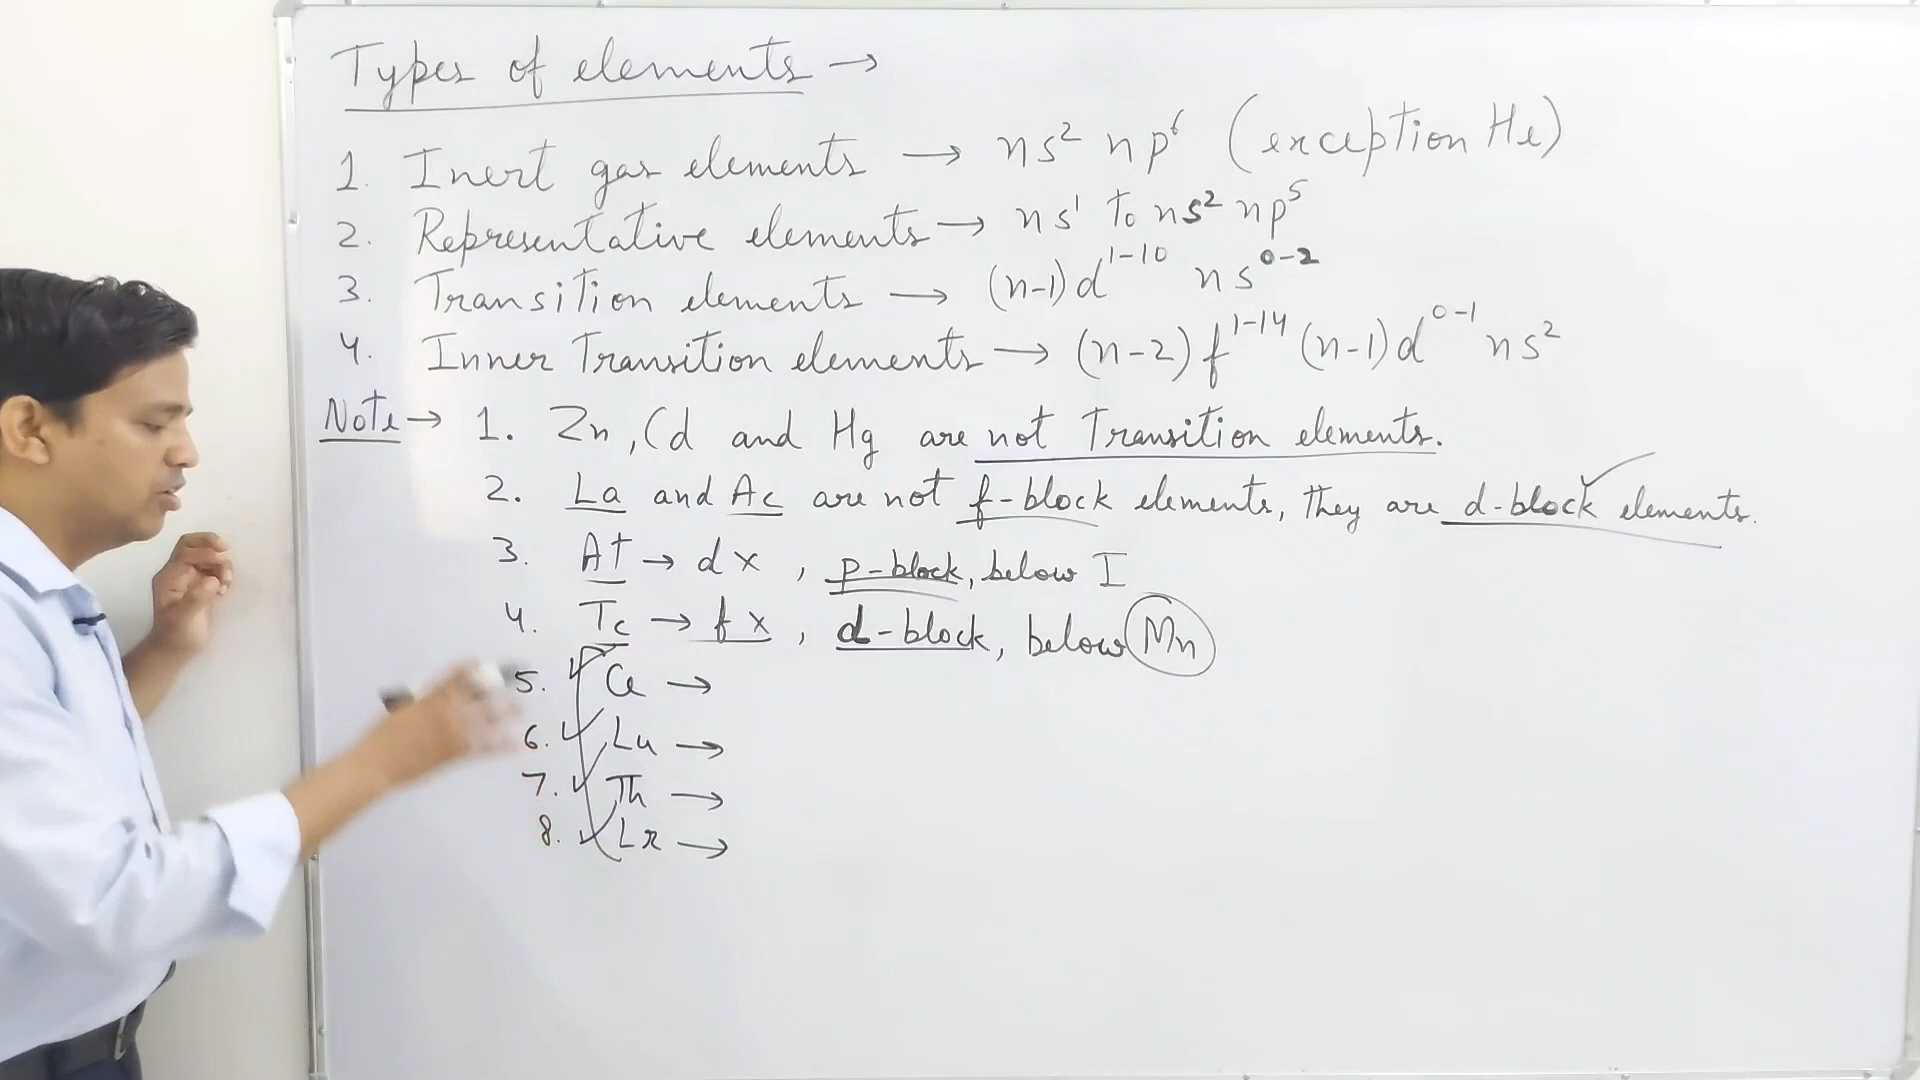 Types of elements →
1. Inert gas elements → ns² np⁶ (exception He)
2. Representative elements → ns¹ to ns² np⁵
3. Transition elements → (n-1)d¹⁻¹⁰ ns⁰⁻²
4. Inner Transition elements → (n-2)f¹⁻¹⁴ (n-1)d⁰⁻¹ ns²
Note → 1. Zn, Cd and Hg are not Transition elements.
2. La and Ac are not f-block elements, they are d-block elements.
3. At → d x, p-block, below I
4. Tc → f x, d-block, below Mn
5. Ce →
6. Lu →
7. Th →
8. Lr →